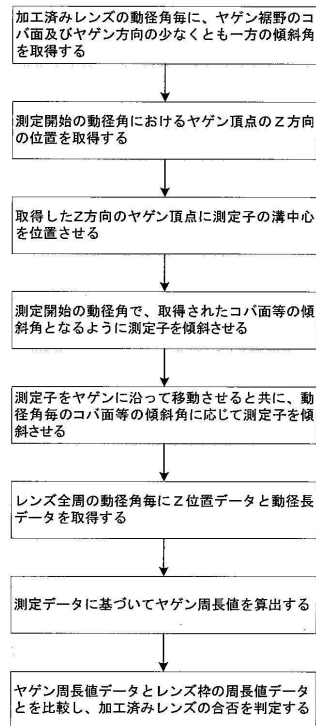 加工済みレンズの動径角毎に、ヤゲン裾野のコ
バ面及びヤゲン方向の少なくとも一方の傾斜角
を取得する
測定開始の動径角におけるヤゲン頂点のZ方向
の位置を取得する
取得したZ方向のヤゲン頂点に測定子の溝中心
を位置させる
測定開始の動径角で、取得されたコバ面等の傾
斜角となるように測定子を傾斜させる
測定子をヤゲンに沿って移動させると共に、動
径角毎のコバ面等の傾斜角に応じて測定子を傾
斜させる
レンズ全周の動径角毎にZ位置データと動径長
データを取得する
測定データに基づいてヤゲン周長値を算出する
ヤゲン周長値データとレンズ枠の周長値データ
とを比較し、加工済みレンズの合否を判定する